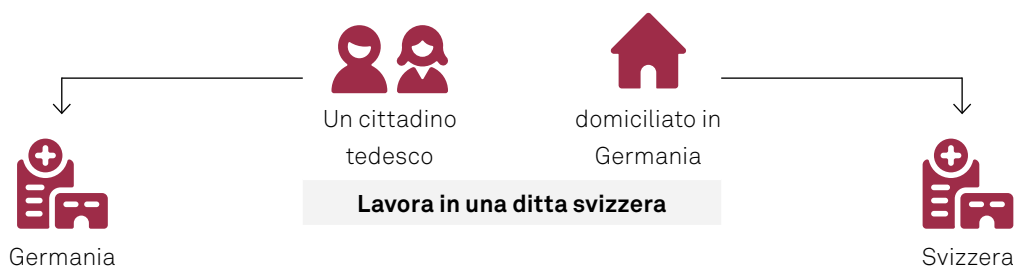 Un cittadino
tedesco
domiciliato in
Germania
Lavora in una ditta svizzera
Germania
Svizzera